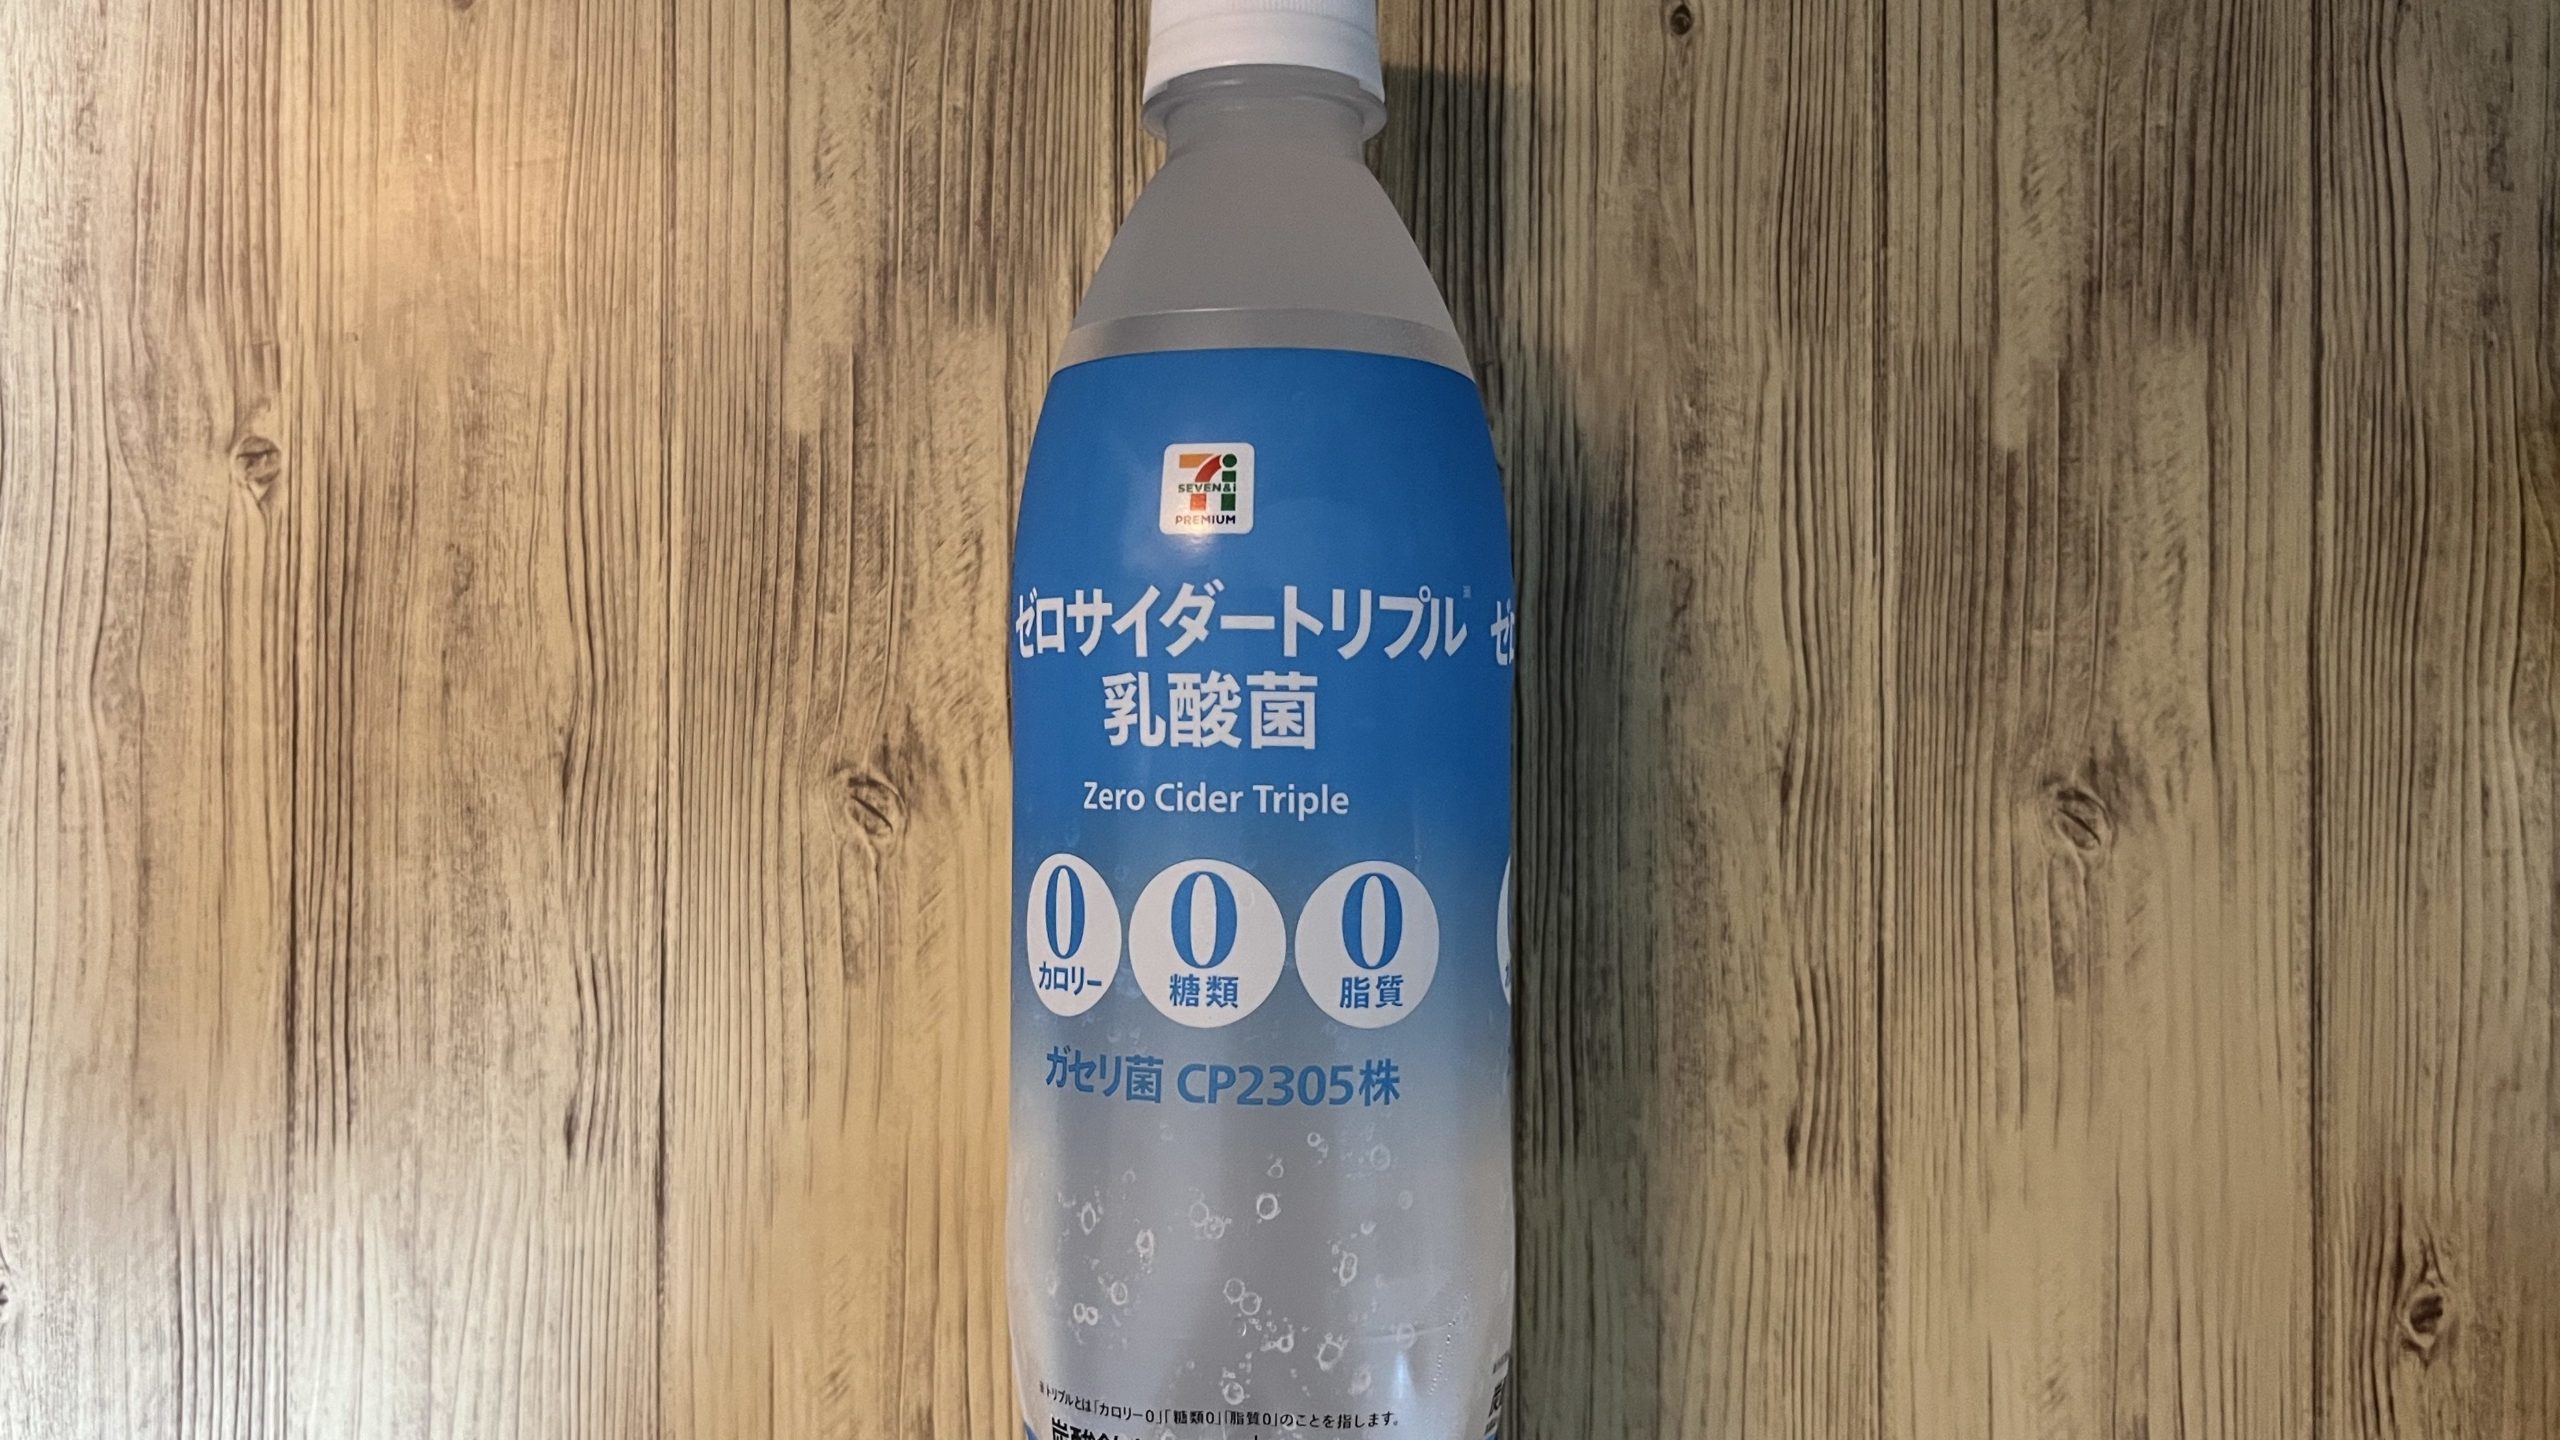 SEVEN&i
PREMIUM
ゼロサイダートリプル※
乳酸菌
Zero Cider Triple
0 0 0
カロリー 糖類 脂質
ガセリ菌 CP2305株
※トリプルとは「カロリー0」「糖類0」「脂質0」のことを指します。